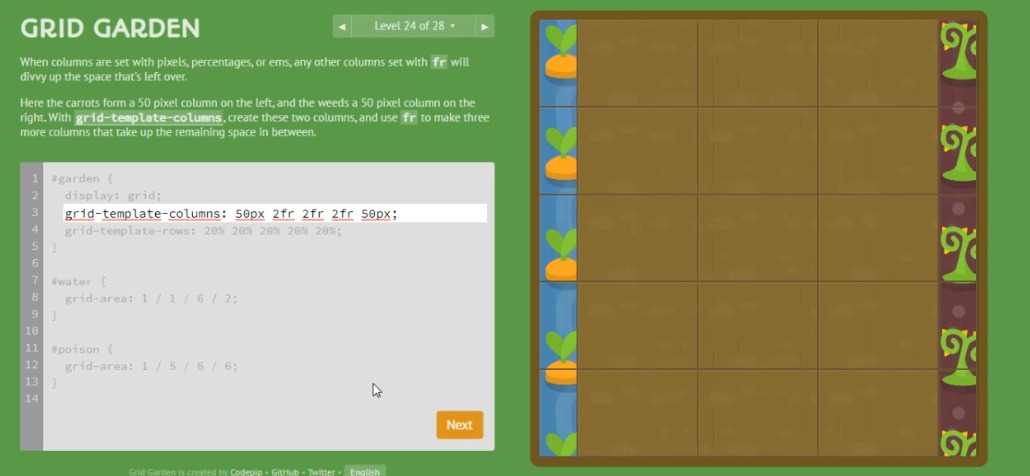 GRID GARDEN
◀ Level 24 of 28 ▾ ▶
When columns are set with pixels, percentages, or ems, any other columns set with fr will
divvy up the space that's left over.
Here the carrots form a 50 pixel column on the left, and the weeds a 50 pixel column on the
right. With grid-template-columns, create these two columns, and use fr to make three
more columns that take up the remaining space in between.
1 #garden {
2 display: grid;
3 grid-template-columns: 50px 2fr 2fr 2fr 50px;
4 grid-template-rows: 20% 20% 20% 20% 20%;
5 }
6
7 #water {
8 grid-area: 1 / 1 / 6 / 2;
9 }
10
11 #poison {
12 grid-area: 1 / 5 / 6 / 6;
13 }
14
Next
Grid Garden is created by Codepip • GitHub • Twitter • English